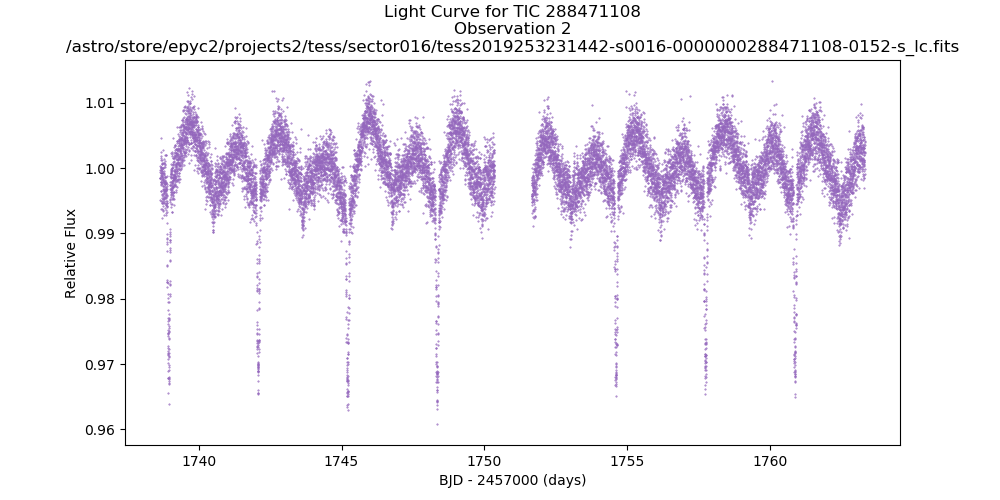 Light Curve for TIC 288471108
Observation 2
/astro/store/epyc2/projects2/tess/sector016/tess2019253231442-s0016-0000000288471108-0152-s_lc.fits
1.01
1.00
0.99
0.98
0.97
0.96
Relative Flux
1740
1745
1750
1755
1760
BJD - 2457000 (days)